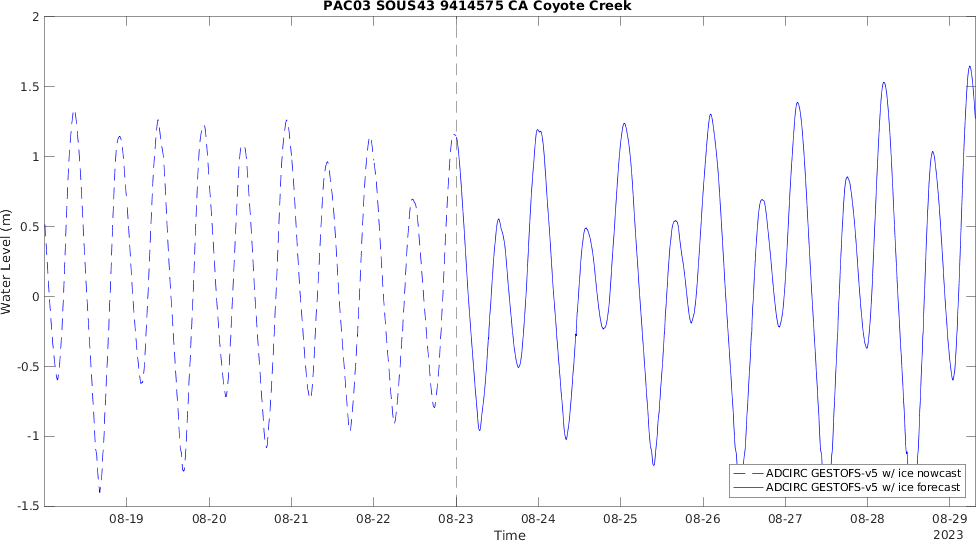 PAC03 SOUS43 9414575 CA Coyote Creek
2
1.5
1
0.5
0
-0.5
-1
-1.5
Water Level (m)
08-19 08-20 08-21 08-22 08-23 08-24 08-25 08-26 08-27 08-28 08-29
2023
Time
ADCIRC GESTOFS-v5 w/ ice nowcast
ADCIRC GESTOFS-v5 w/ ice forecast